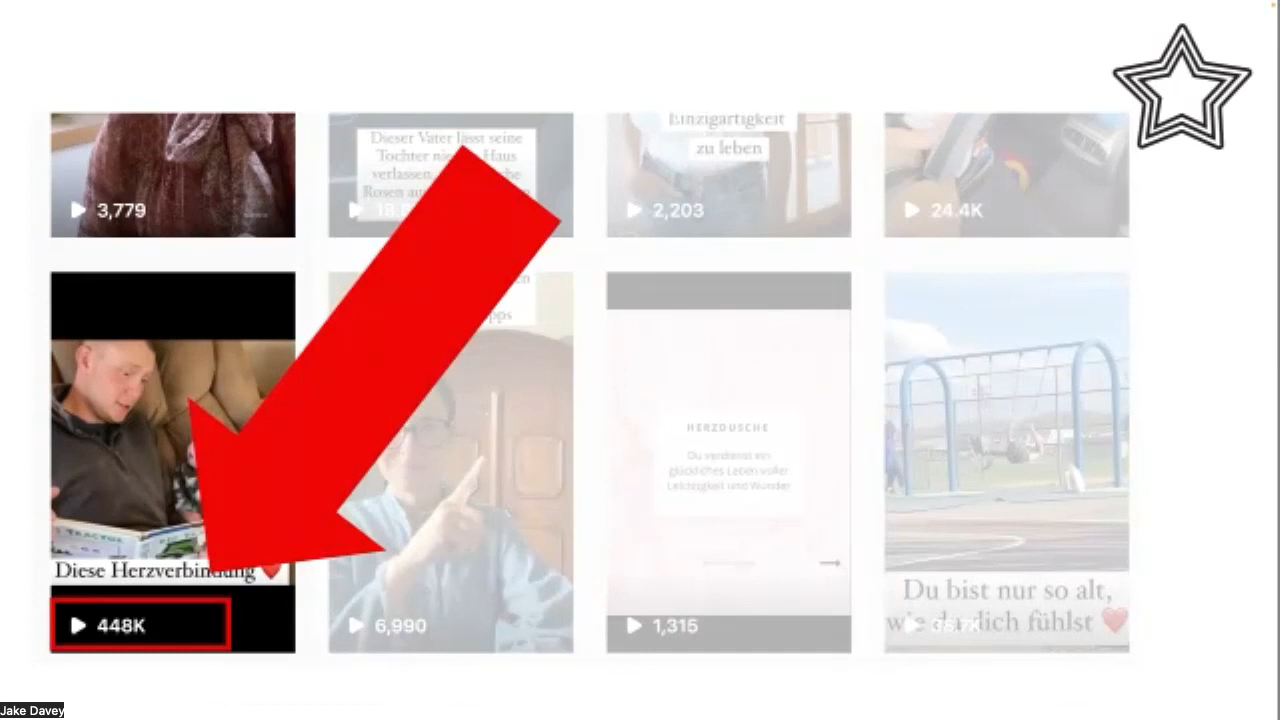 Einzigartigkeit
zu leben
Dieser Vater lässt seine
Tochter Haus
verlassen,
Rosen
3,779
2,203
24.4K
TRACTOR
Diese Herzverbindung ❤️
448K
6,990
HERZDUSCHE
Du verdienst ein
glückliches Leben voller
Leichtigkeit und Wunder
→
1,315
Du bist nur so alt,
wie du dich fühlst ❤️
Jake Davey